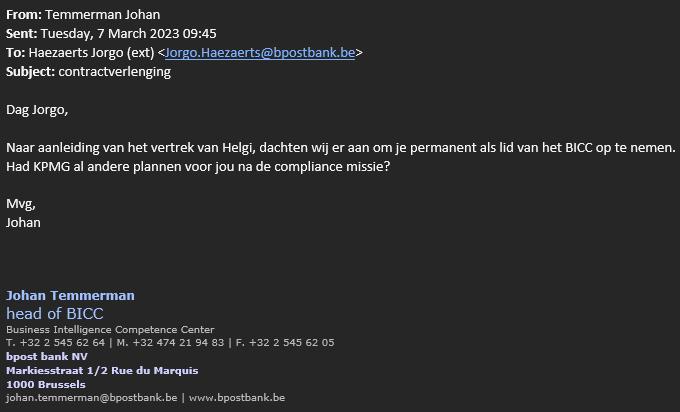 From: Temmerman Johan
Sent: Tuesday, 7 March 2023 09:45
To: Haezaerts Jorgo (ext) <Jorgo.Haezaerts@bpostbank.be>
Subject: contractverlenging
Dag Jorgo,
Naar aanleiding van het vertrek van Helgi, dachten wij er aan om je permanent als lid van het BICC op te nemen.
Had KPMG al andere plannen voor jou na de compliance missie?
Mvg,
Johan
Johan Temmerman
head of BICC
Business Intelligence Competence Center
T. +32 2 545 62 64 | M. +32 474 21 94 83 | F. +32 2 545 62 05
bpost bank NV
Markiesstraat 1/2 Rue du Marquis
1000 Brussels
johan.temmerman@bpostbank.be | www.bpostbank.be